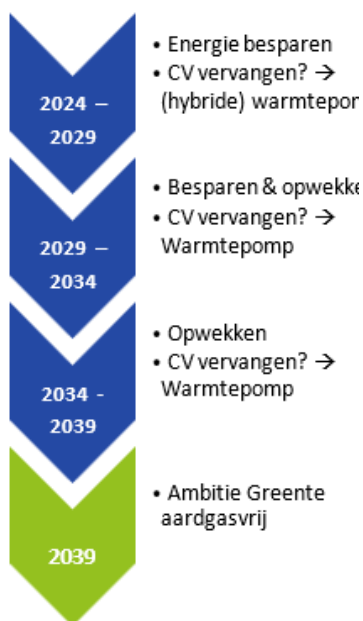 2024 –
2029
• Energie besparen
• CV vervangen? →
(hybride) warmtepom
2029 –
2034
• Besparen & opwekke
• CV vervangen? →
Warmtepomp
2034 -
2039
• Opwekken
• CV vervangen? →
Warmtepomp
2039
• Ambitie Greente
aardgasvrij